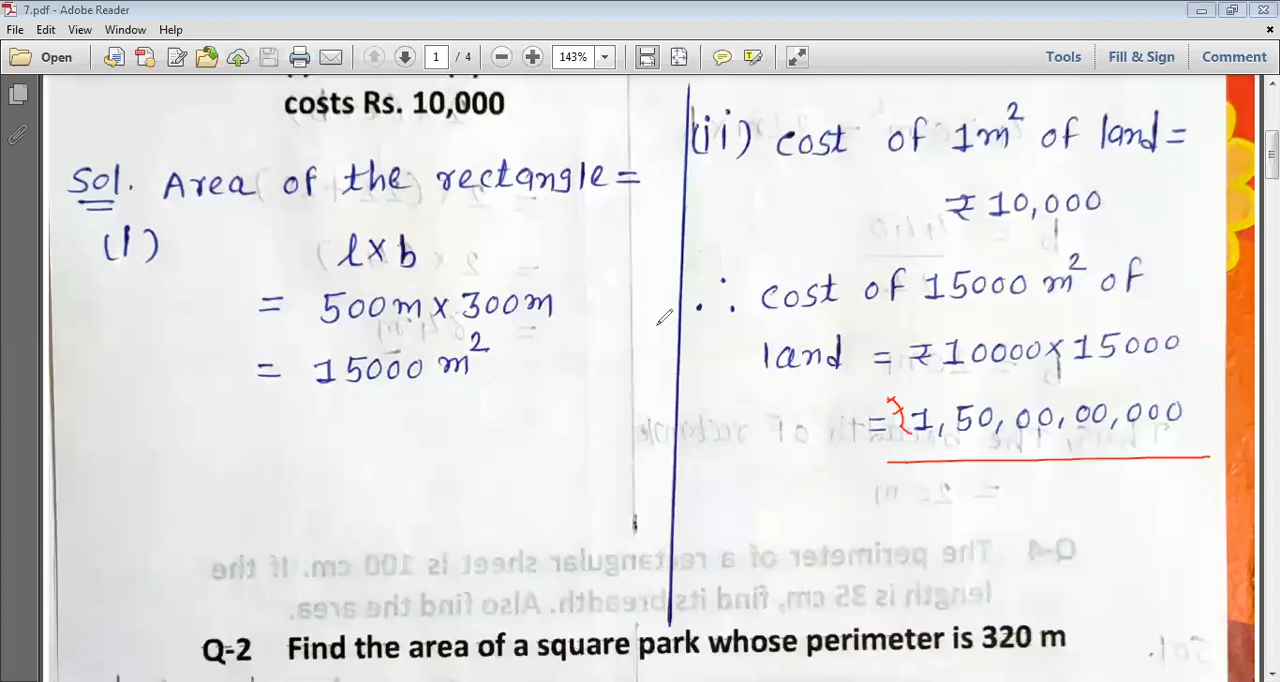 7.pdf - Adobe Reader
File Edit View Window Help
Open 1 / 4 143% Tools Fill & Sign Comment
costs Rs. 10,000
Sol. Area of the rectangle =
(I) l x b
= 500m x 300m
= 15000 m²
(ii) cost of 1m² of land =
₹ 10,000
∴ cost of 15000 m² of
land = ₹ 10000 x 15000
= ₹1,50,00,00,000
Q-4 The perimeter of a rectangular sheet is 100 cm. If the
length is 35 cm, find its breadth. Also find the area.
Q-2 Find the area of a square park whose perimeter is 320 m
Sol.